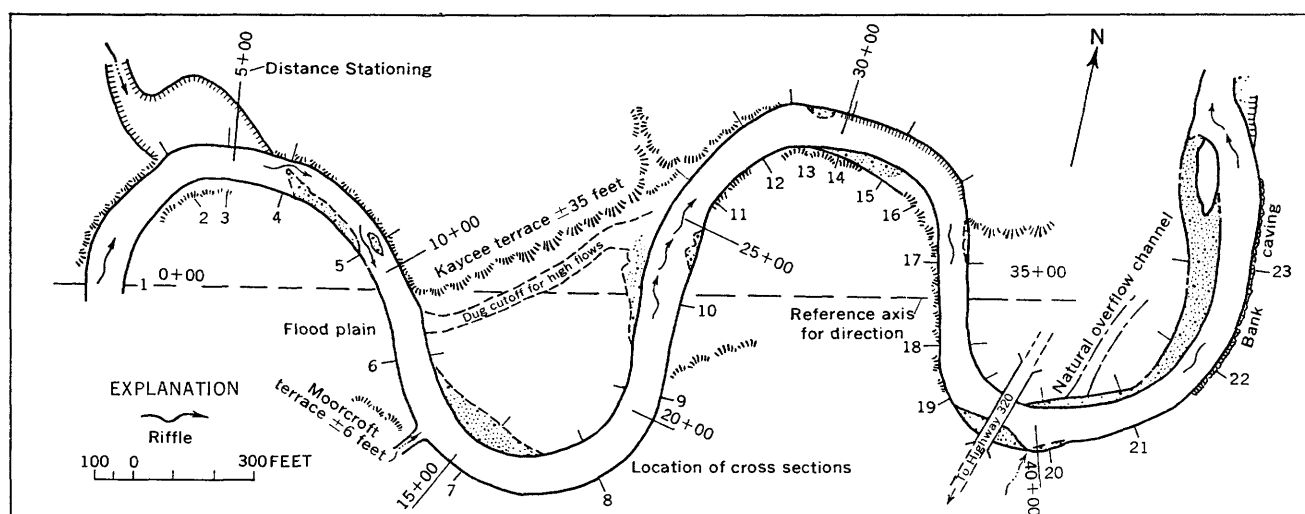 N
5+00
Distance Stationing
30+00
2 3 4
12 13 14 15 16
11
10+00
Kaycee terrace ±35 feet
5
25+00
17
35+00
Natural overflow channel
caving
23
1 0+00
Dug cutoff for high flows
Reference axis
for direction
Flood plain
10
6
18
Bank
EXPLANATION
Riffle
Moorcroft
terrace ±6 feet
9
20+00
19
22
To Highway 320
21
100 0 300 FEET
Location of cross sections
15+00
7
8
40+00
20